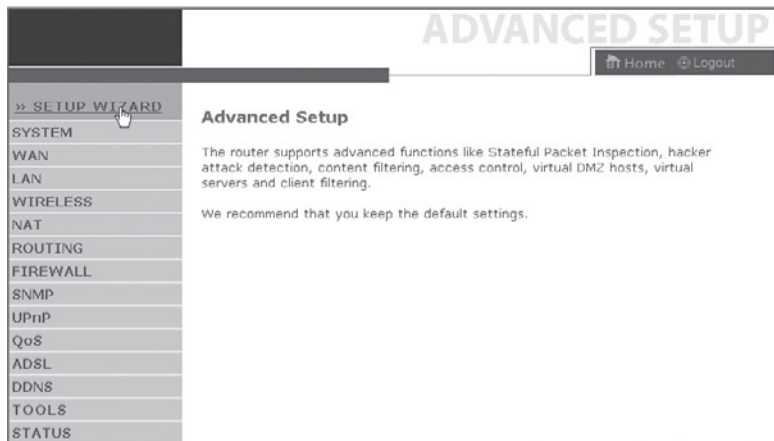 ADVANCED SETUP
Home Logout
» SETUP WIZARD
SYSTEM
WAN
LAN
WIRELESS
NAT
ROUTING
FIREWALL
SNMP
UPnP
QoS
ADSL
DDNS
TOOLS
STATUS
Advanced Setup
The router supports advanced functions like Stateful Packet Inspection, hacker
attack detection, content filtering, access control, virtual DMZ hosts, virtual
servers and client filtering.
We recommend that you keep the default settings.